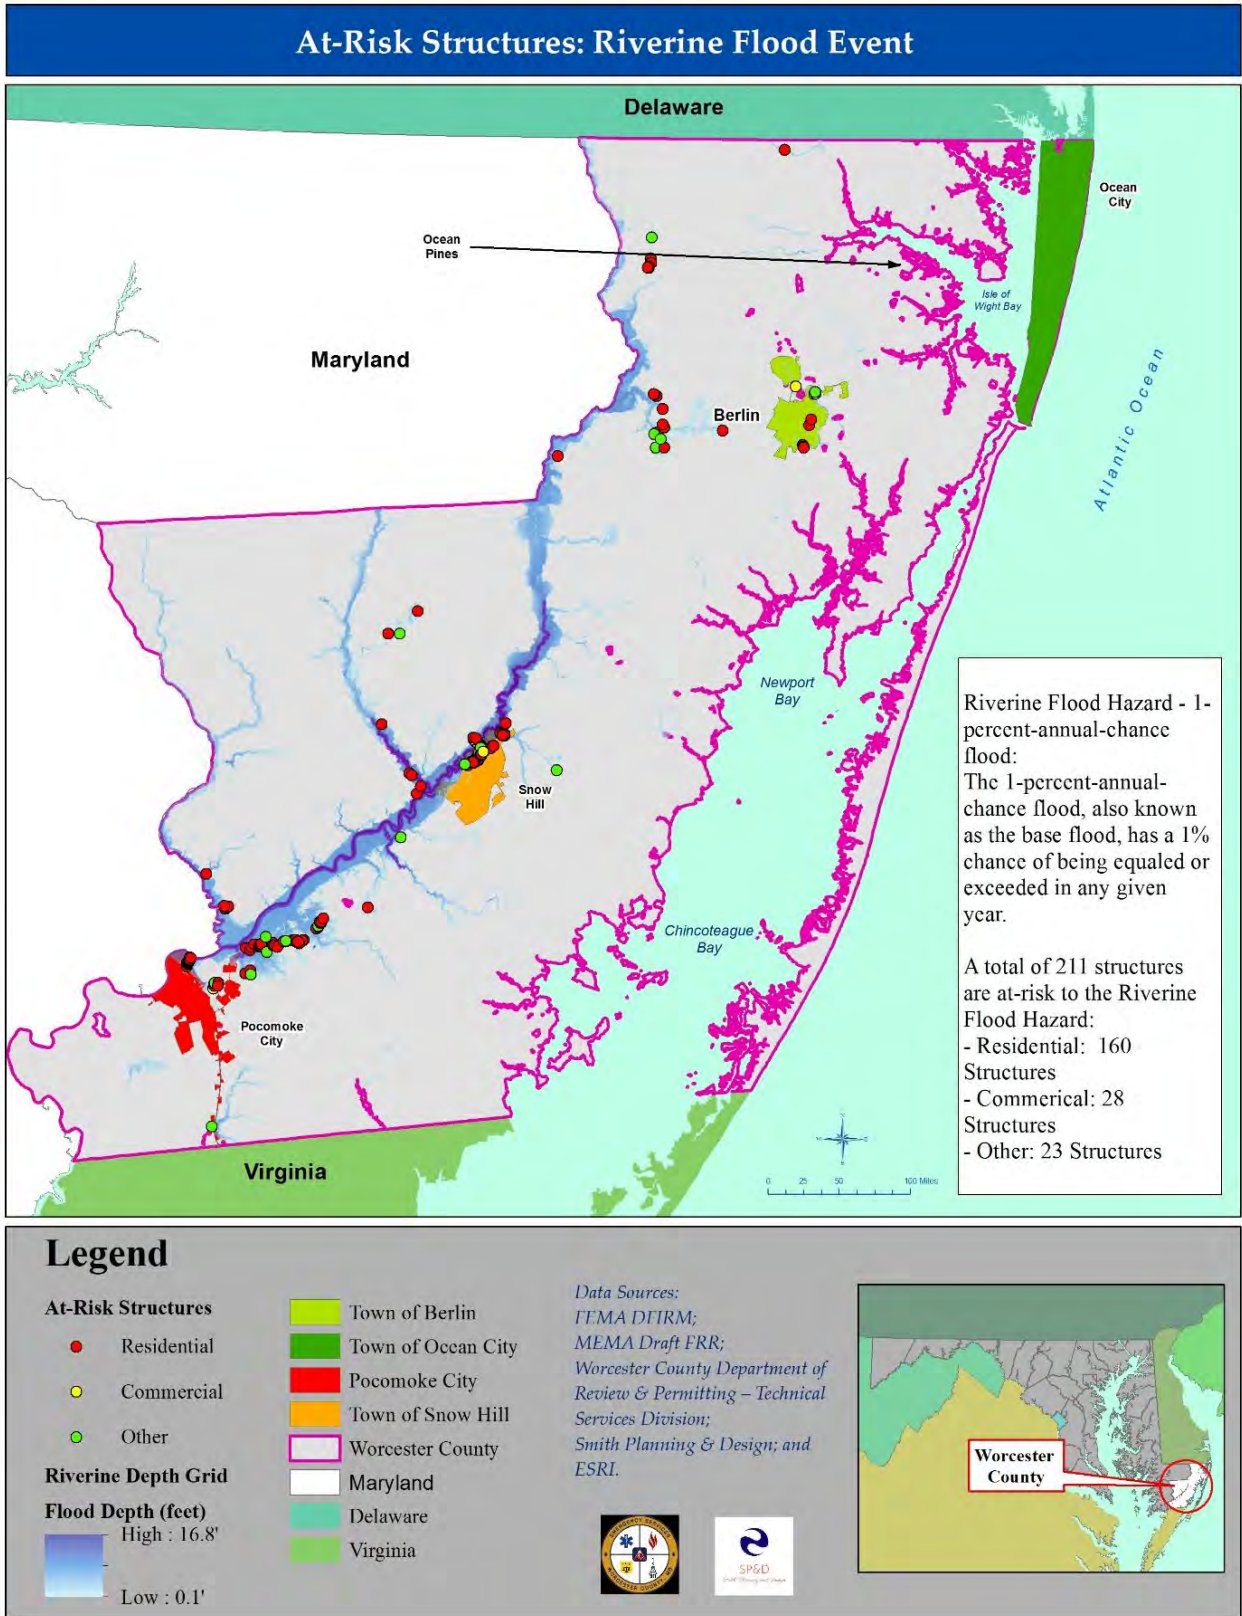 At-Risk Structures: Riverine Flood Event
Delaware
Ocean
City
Ocean
Pines
Isle of
Wight Bay
Maryland
Berlin
Atlantic Ocean
Newport
Bay
Snow
Hill
Chincoteague
Bay
Pocomoke
City
Virginia
0 25 50 100 Miles
Riverine Flood Hazard - 1-
percent-annual-chance
flood:
The 1-percent-annual-
chance flood, also known
as the base flood, has a 1%
chance of being equaled or
exceeded in any given
year.
A total of 211 structures
are at-risk to the Riverine
Flood Hazard:
- Residential: 160
Structures
- Commerical: 28
Structures
- Other: 23 Structures
Legend
At-Risk Structures
Residential
Commercial
Other
Riverine Depth Grid
Flood Depth (feet)
High : 16.8'
Low : 0.1'
Town of Berlin
Town of Ocean City
Pocomoke City
Town of Snow Hill
Worcester County
Maryland
Delaware
Virginia
Data Sources:
FEMA DFIRM;
MEMA Draft FRR;
Worcester County Department of
Review & Permitting – Technical
Services Division;
Smith Planning & Design; and
ESRI.
EMERGENCY SERVICES
WORCESTER COUNTY, MD
SP&D
Worcester
County